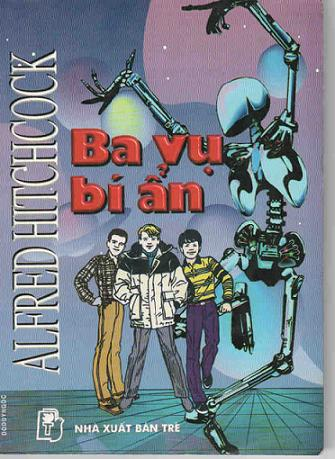 ALFRED HITCHCOCK
Ba vụ
bí ẩn
NHÀ XUẤT BẢN TRẺ